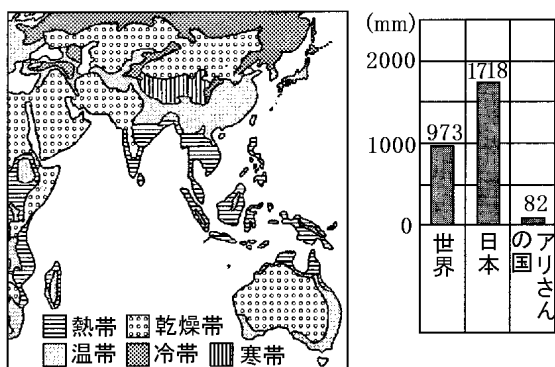 熱帯 乾燥帯
温帯 冷帯 寒帯
(mm)
2000
1718
1000
973
82
0
世界
日本
アリさん
の国